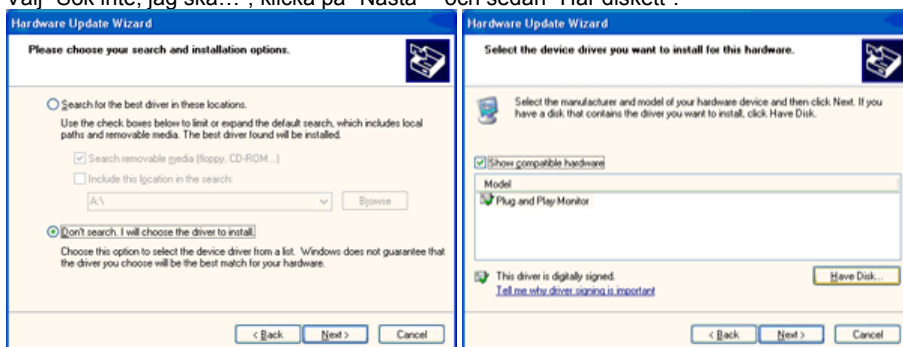 Välj "Sök inte, jag ska…", klicka på "Nästa" och sedan "Har diskett".
Hardware Update Wizard
Please choose your search and installation options.
Search for the best driver in these locations.
Use the check boxes below to limit or expand the default search, which includes local
paths and removable media. The best driver found will be installed.
Search removable media (floppy, CD-ROM...)
Include this location in the search:
A:\
Browse
Don't search. I will choose the driver to install.
Choose this option to select the device driver from a list. Windows does not guarantee that
the driver you choose will be the best match for your hardware.
< Back
Next >
Cancel
Hardware Update Wizard
Select the device driver you want to install for this hardware.
Select the manufacturer and model of your hardware device and then click Next. If you
have a disk that contains the driver you want to install, click Have Disk.
Show compatible hardware
Model
Plug and Play Monitor
This driver is digitally signed.
Tell me why driver signing is important
Have Disk...
< Back
Next >
Cancel